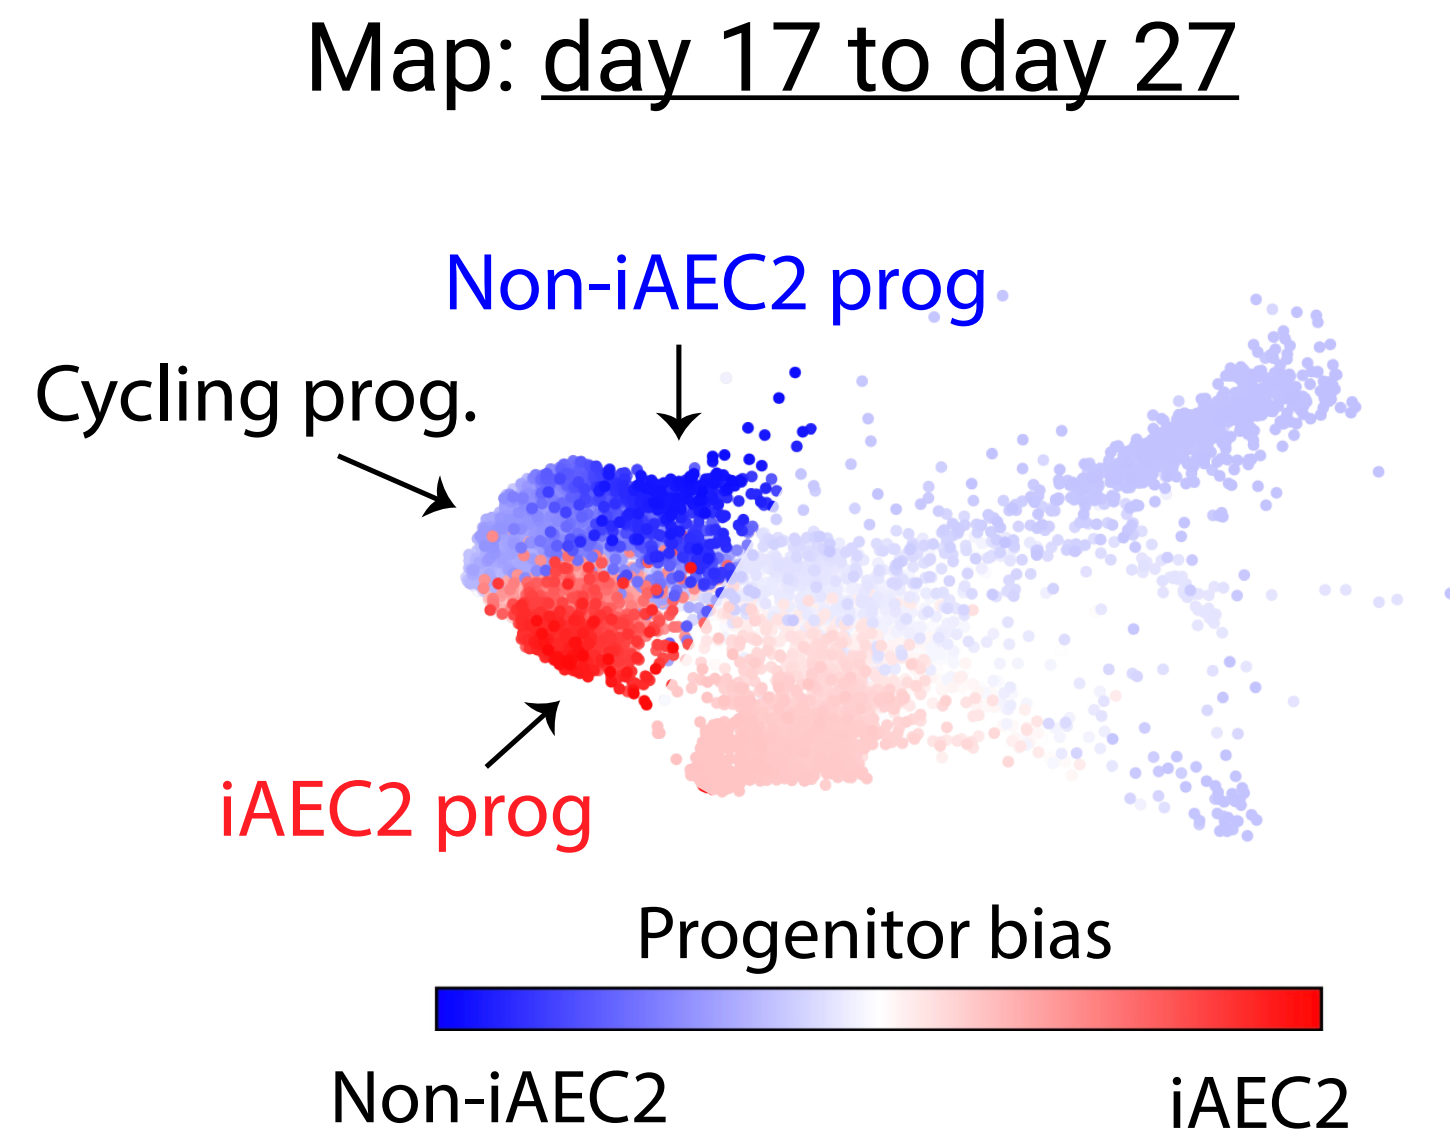 Map: day 17 to day 27
Non-iAEC2 prog
Cycling prog.
iAEC2 prog
Progenitor bias
Non-iAEC2
iAEC2